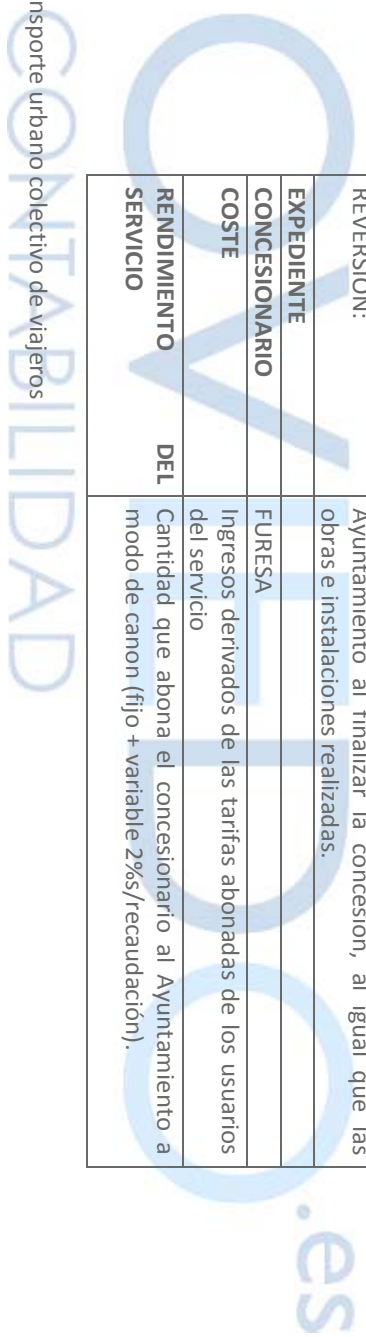 REVERSIÓN:
Ayuntamiento al finalizar la concesión, al igual que las
obras e instalaciones realizadas.
EXPEDIENTE
CONCESIONARIO
FURESA
COSTE
Ingresos derivados de las tarifas abonadas de los usuarios
del servicio
RENDIMIENTO DEL
SERVICIO
Cantidad que abona el concesionario al Ayuntamiento a
modo de canon (fijo + variable 2%s/recaudación).
nsporte urbano colectivo de viajeros
OVIEDO.es
CONTABILIDAD